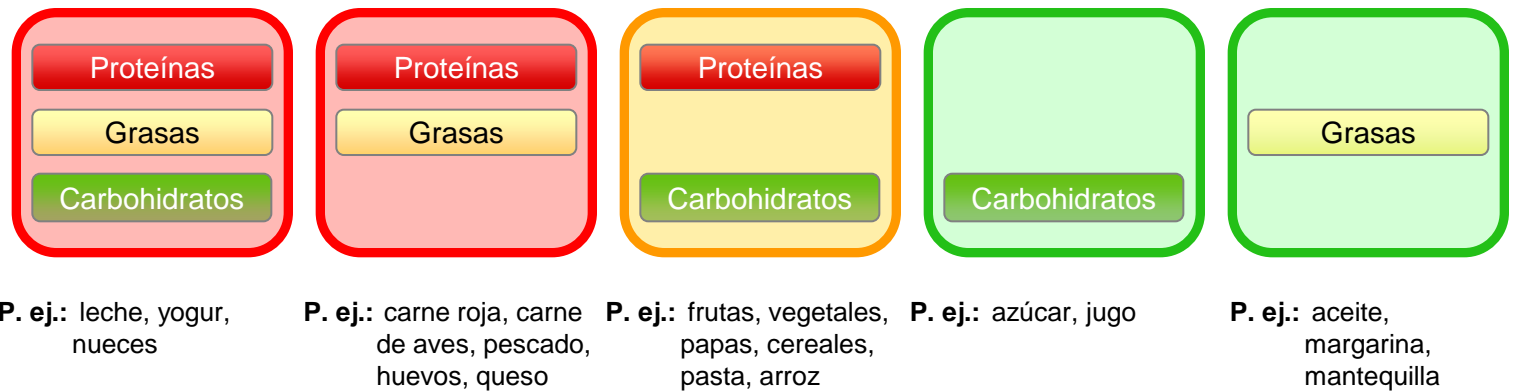 Proteínas
Grasas
Carbohidratos
Proteínas
Grasas
Proteínas
Carbohidratos
Carbohidratos
Grasas
P. ej.: leche, yogur,
nueces
P. ej.: carne roja, carne
de aves, pescado,
huevos, queso
P. ej.: frutas, vegetales,
papas, cereales,
pasta, arroz
P. ej.: azúcar, jugo
P. ej.: aceite,
margarina,
mantequilla